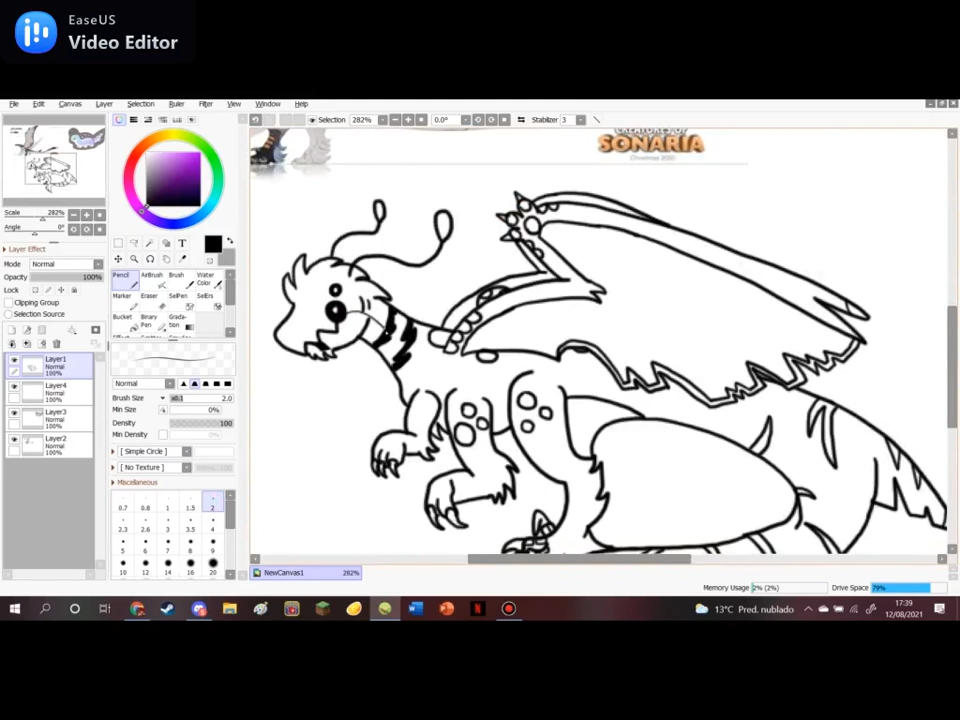 EaseUS
Video Editor
File Edit Canvas Layer Selection Ruler Filter View Window Help
Selection 282% 0.0° Stabilizer 3
SONARIA
Scale 282%
Angle 0.0°
Layer Effect
Mode Normal
Opacity 100%
Lock
Clipping Group
Selection Source
Layer1
Normal
100%
Layer4
Normal
100%
Layer3
Normal
100%
Layer2
Normal
100%
T
Pencil AirBrush Brush Water Color
Marker Eraser SelPen SelErs
Bucket Binary Pen Grada-tion
Normal
Brush Size x0.1 2.0
Min Size 0%
Density 100
Min Density
[ Simple Circle ]
[ No Texture ]
Miscellaneous
0.7 0.8 1 1.5 2
2.3 2.6 3 3.5 4
5 6 7 8 9
10 12 14 16 20
NewCanvas1 282%
Memory Usage 2% (2%) Drive Space 79%
13°C Pred. nublado
17:39
12/08/2021